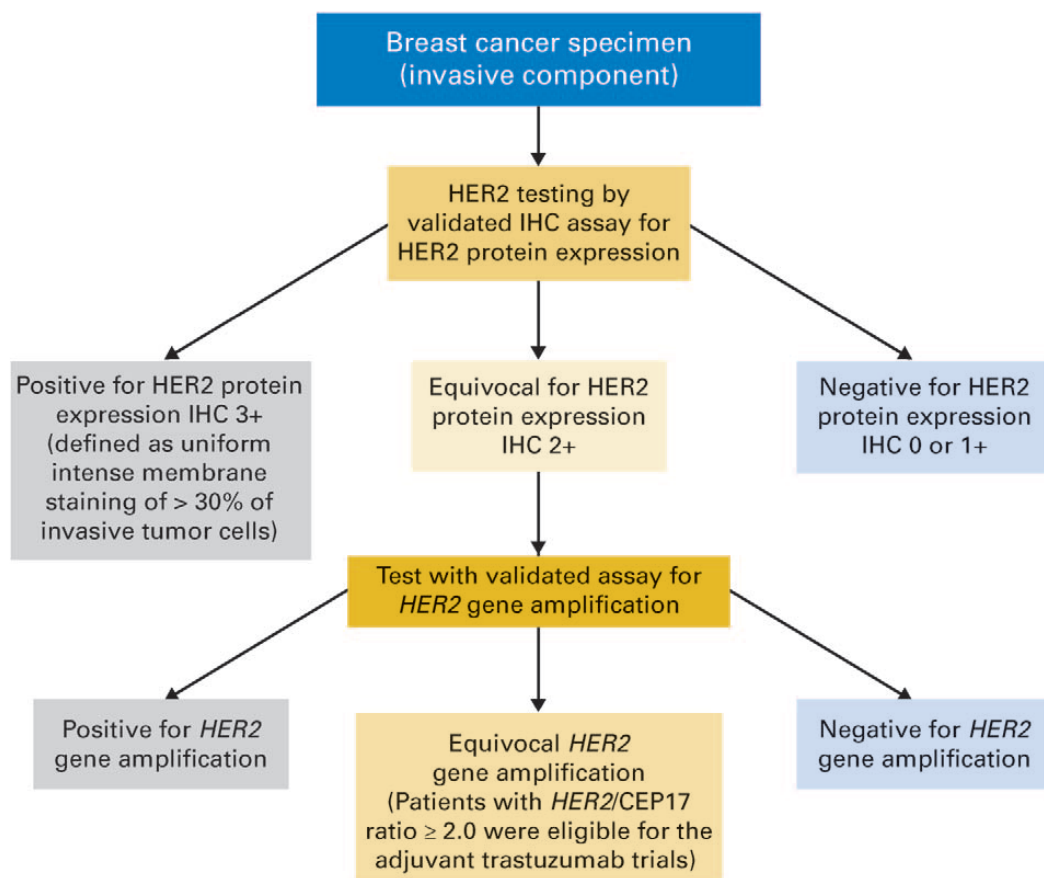 Breast cancer specimen
(invasive component)
HER2 testing by
validated IHC assay for
HER2 protein expression
Positive for HER2 protein
expression IHC 3+
(defined as uniform
intense membrane
staining of > 30% of
invasive tumor cells)
Equivocal for HER2
protein expression
IHC 2+
Negative for HER2
protein expression
IHC 0 or 1+
Test with validated assay for
HER2 gene amplification
Positive for HER2
gene amplification
Equivocal HER2
gene amplification
(Patients with HER2/CEP17
ratio ≥ 2.0 were eligible for the
adjuvant trastuzumab trials)
Negative for HER2
gene amplification